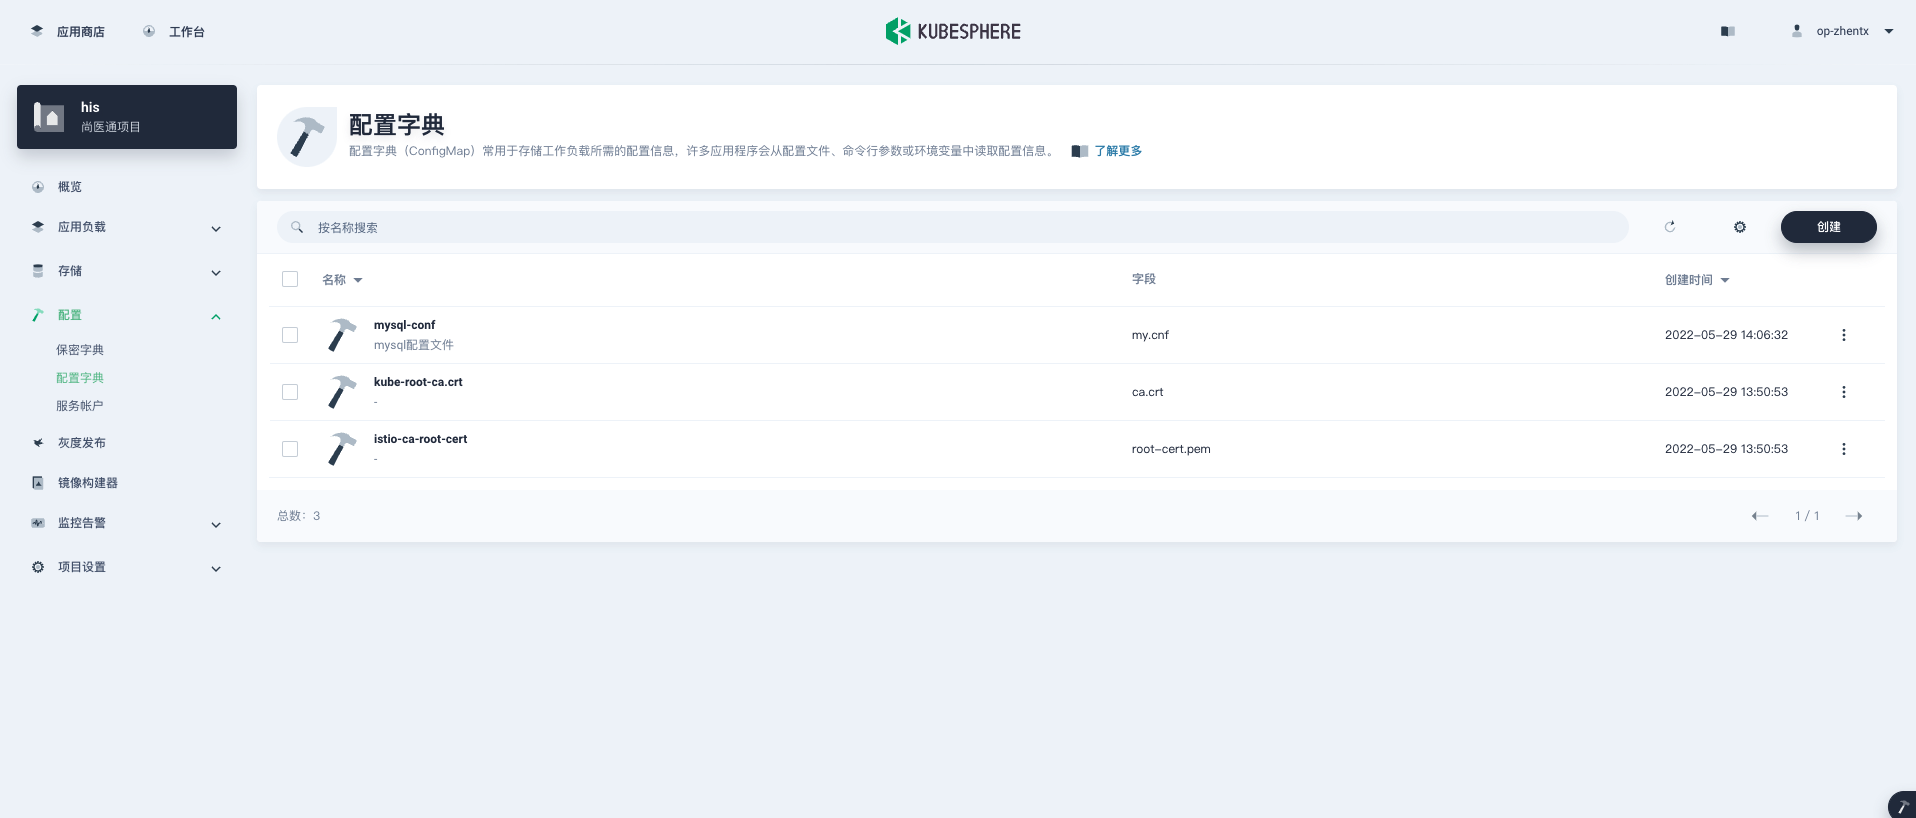 应用商店
工作台
KUBESPHERE
op-zhentx
his
尚医通项目
概览
应用负载
存储
配置
保密字典
配置字典
服务帐户
灰度发布
镜像构建器
监控告警
项目设置
配置字典
配置字典（ConfigMap）常用于存储工作负载所需的配置信息，许多应用程序会从配置文件、命令行参数或环境变量中读取配置信息。 了解更多
按名称搜索
创建
名称 字段 创建时间
mysql-conf
mysql配置文件
my.cnf
2022-05-29 14:06:32
kube-root-ca.crt
-
ca.crt
2022-05-29 13:50:53
istio-ca-root-cert
-
root-cert.pem
2022-05-29 13:50:53
总数：3
1 / 1